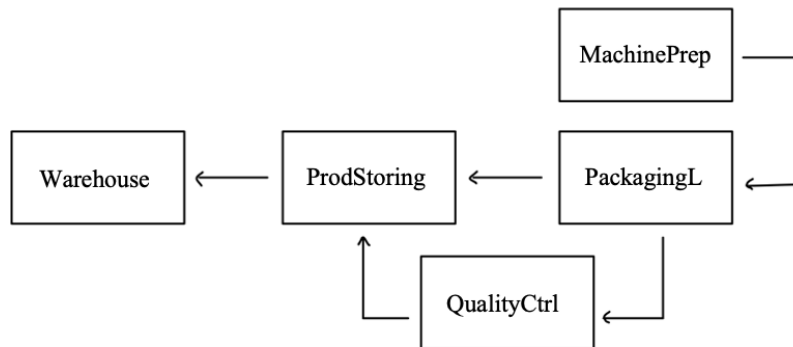 MachinePrep
Warehouse
ProdStoring
PackagingL
QualityCtrl